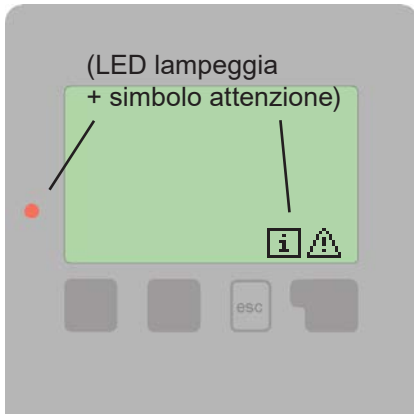 (LED lampeggia
+ simbolo attenzione)
i
esc